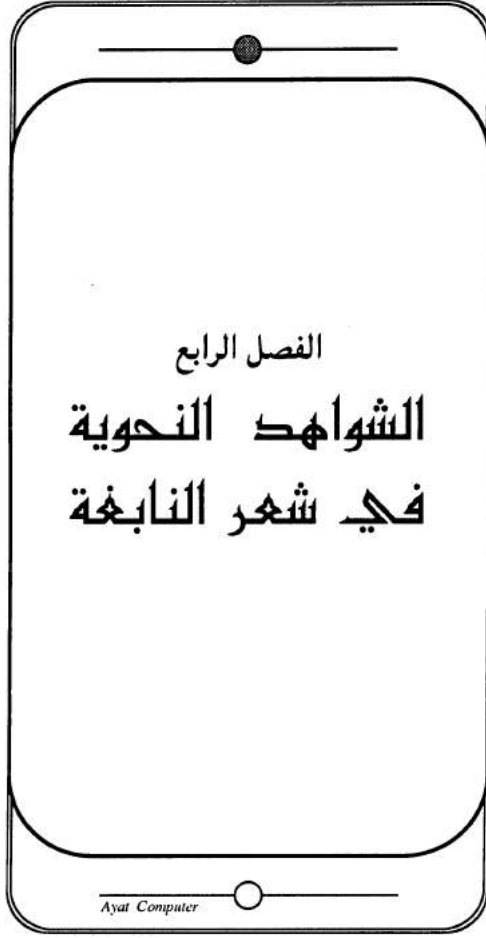 الفصل الرابع
الشواهد النحوية
في شعر النابغة
Ayat Computer